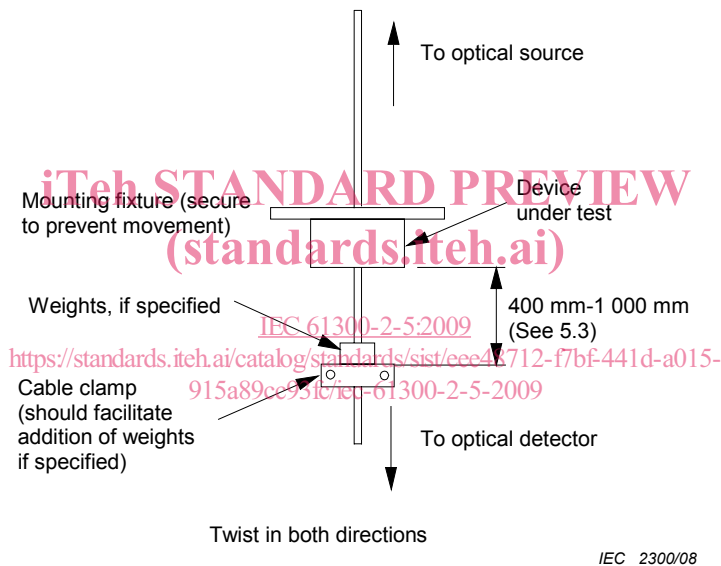 To optical source
iTeh STANDARD PREVIEW
Mounting fixture (secure
to prevent movement)
Device
under test
(standards.iteh.ai)
Weights, if specified
400 mm-1 000 mm
(See 5.3)
IEC 61300-2-5:2009
https://standards.iteh.ai/catalog/standards/sist/eee48712-f7bf-441d-a015-
915a89cc93fc/iec-61300-2-5-2009
Cable clamp
(should facilitate
addition of weights
if specified)
To optical detector
Twist in both directions
IEC 2300/08